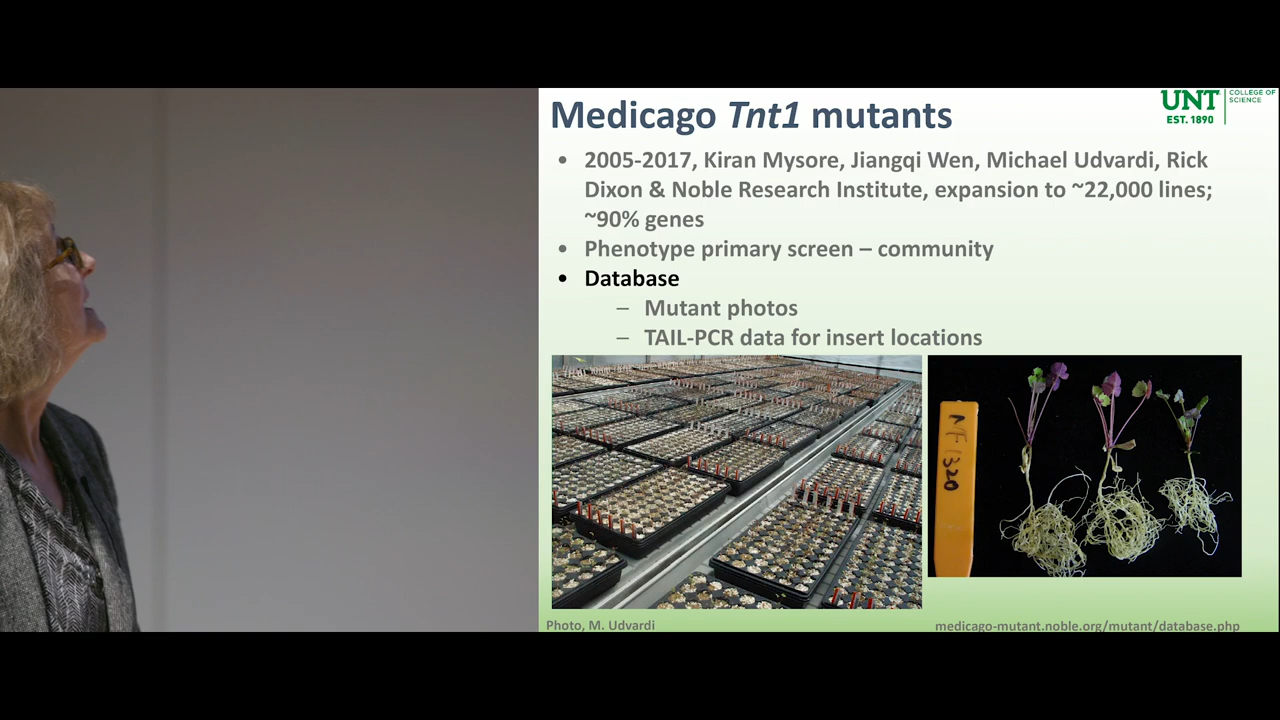 Medicago Tnt1 mutants
UNT
EST. 1890
COLLEGE OF
SCIENCE
• 2005-2017, Kiran Mysore, Jiangqi Wen, Michael Udvardi, Rick
Dixon & Noble Research Institute, expansion to ~22,000 lines;
~90% genes
• Phenotype primary screen – community
• Database
– Mutant photos
– TAIL-PCR data for insert locations
NF 1320
Photo, M. Udvardi
medicago-mutant.noble.org/mutant/database.php